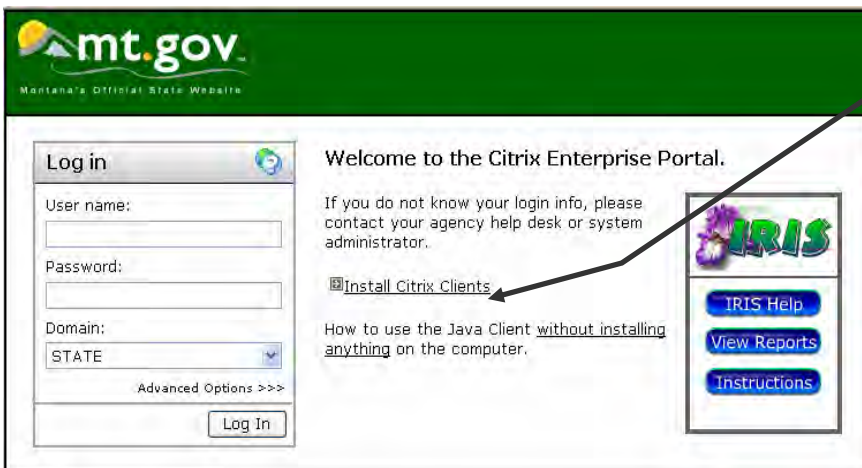 mt.gov™
Montana's Official State Website
Log in
User name:
Password:
Domain:
STATE
Advanced Options >>>
Log In
Welcome to the Citrix Enterprise Portal.
If you do not know your login info, please
contact your agency help desk or system
administrator.
Install Citrix Clients
How to use the Java Client without installing
anything on the computer.
IRIS
IRIS Help
View Reports
Instructions